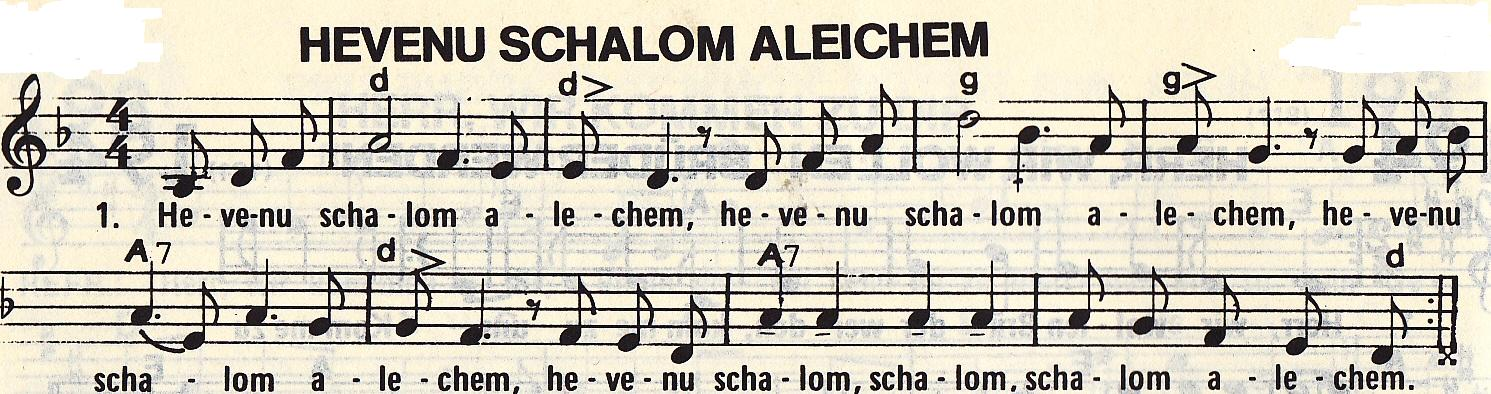 HEVENU SCHALOM ALEICHEM
d d> g g>
4
4
1. He - ve-nu scha - lom a - le - chem, he - ve - nu scha - lom a - le - chem, he - ve-nu
A7 d > A7 d
scha - lom a - le - chem, he - ve - nu scha - lom, scha - lom, scha - lom a - le - chem.